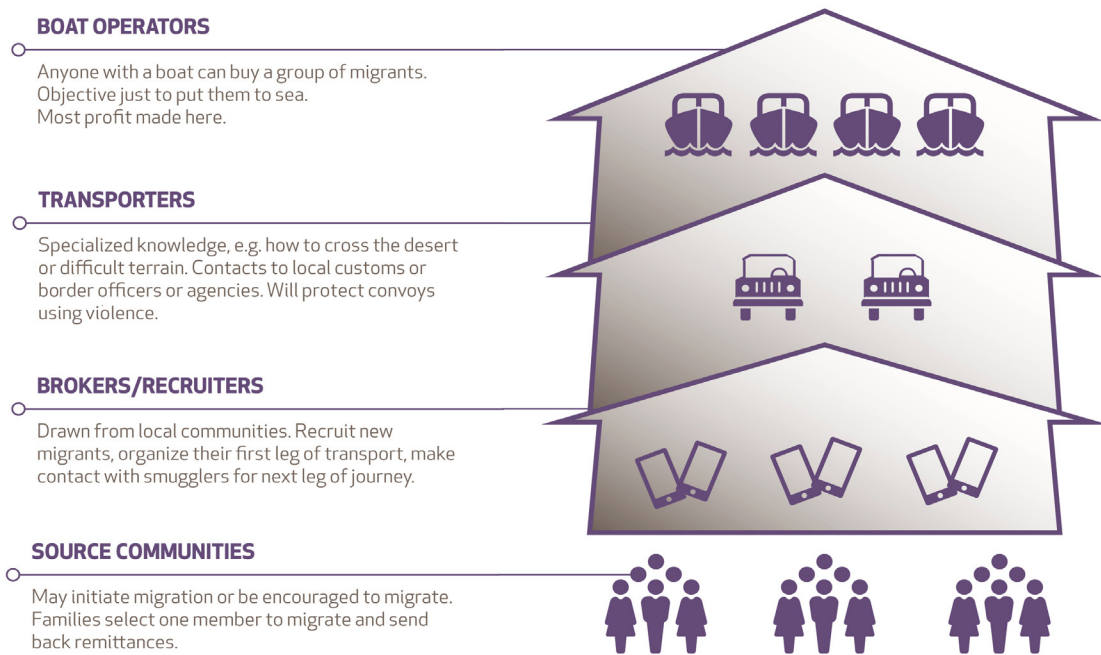 BOAT OPERATORS
Anyone with a boat can buy a group of migrants.
Objective just to put them to sea.
Most profit made here.
TRANSPORTERS
Specialized knowledge, e.g. how to cross the desert
or difficult terrain. Contacts to local customs or
border officers or agencies. Will protect convoys
using violence.
BROKERS/RECRUITERS
Drawn from local communities. Recruit new
migrants, organize their first leg of transport, make
contact with smugglers for next leg of journey.
SOURCE COMMUNITIES
May initiate migration or be encouraged to migrate.
Families select one member to migrate and send
back remittances.